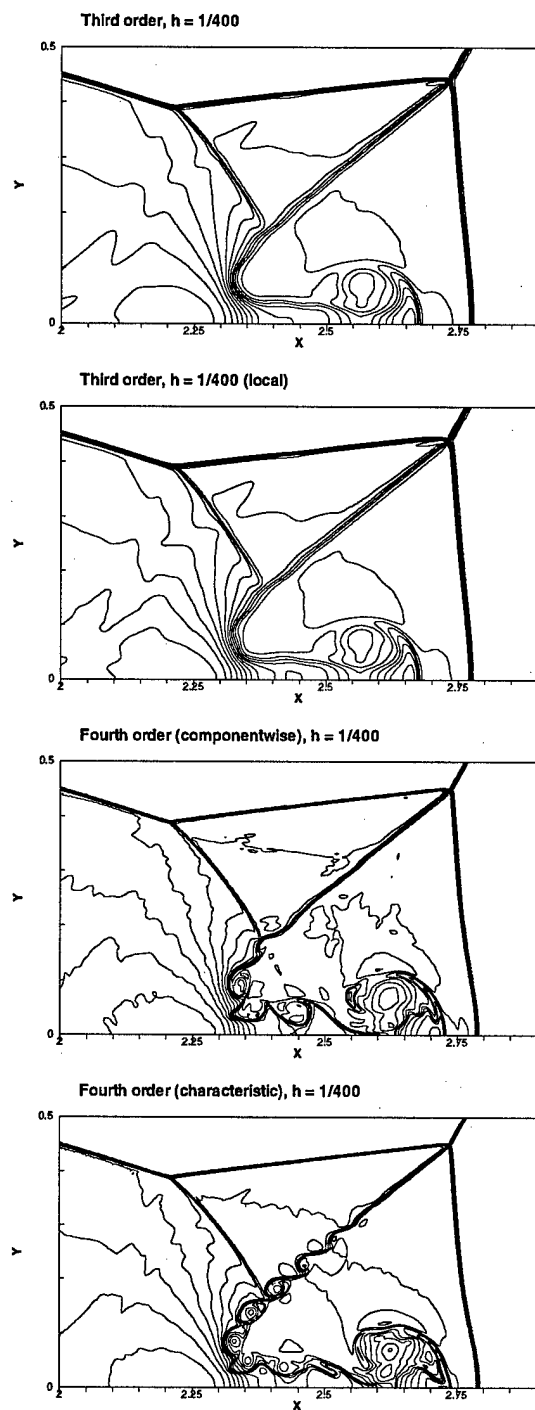 Third order, h = 1/400
0.5
Y
0
2 2.25 2.5 2.75
X
Third order, h = 1/400 (local)
0.5
Y
0
2 2.25 2.5 2.75
X
Fourth order (componentwise), h = 1/400
0.5
Y
0
2 2.25 2.5 2.75
X
Fourth order (characteristic), h = 1/400
0.5
Y
0
2 2.25 2.5 2.75
X